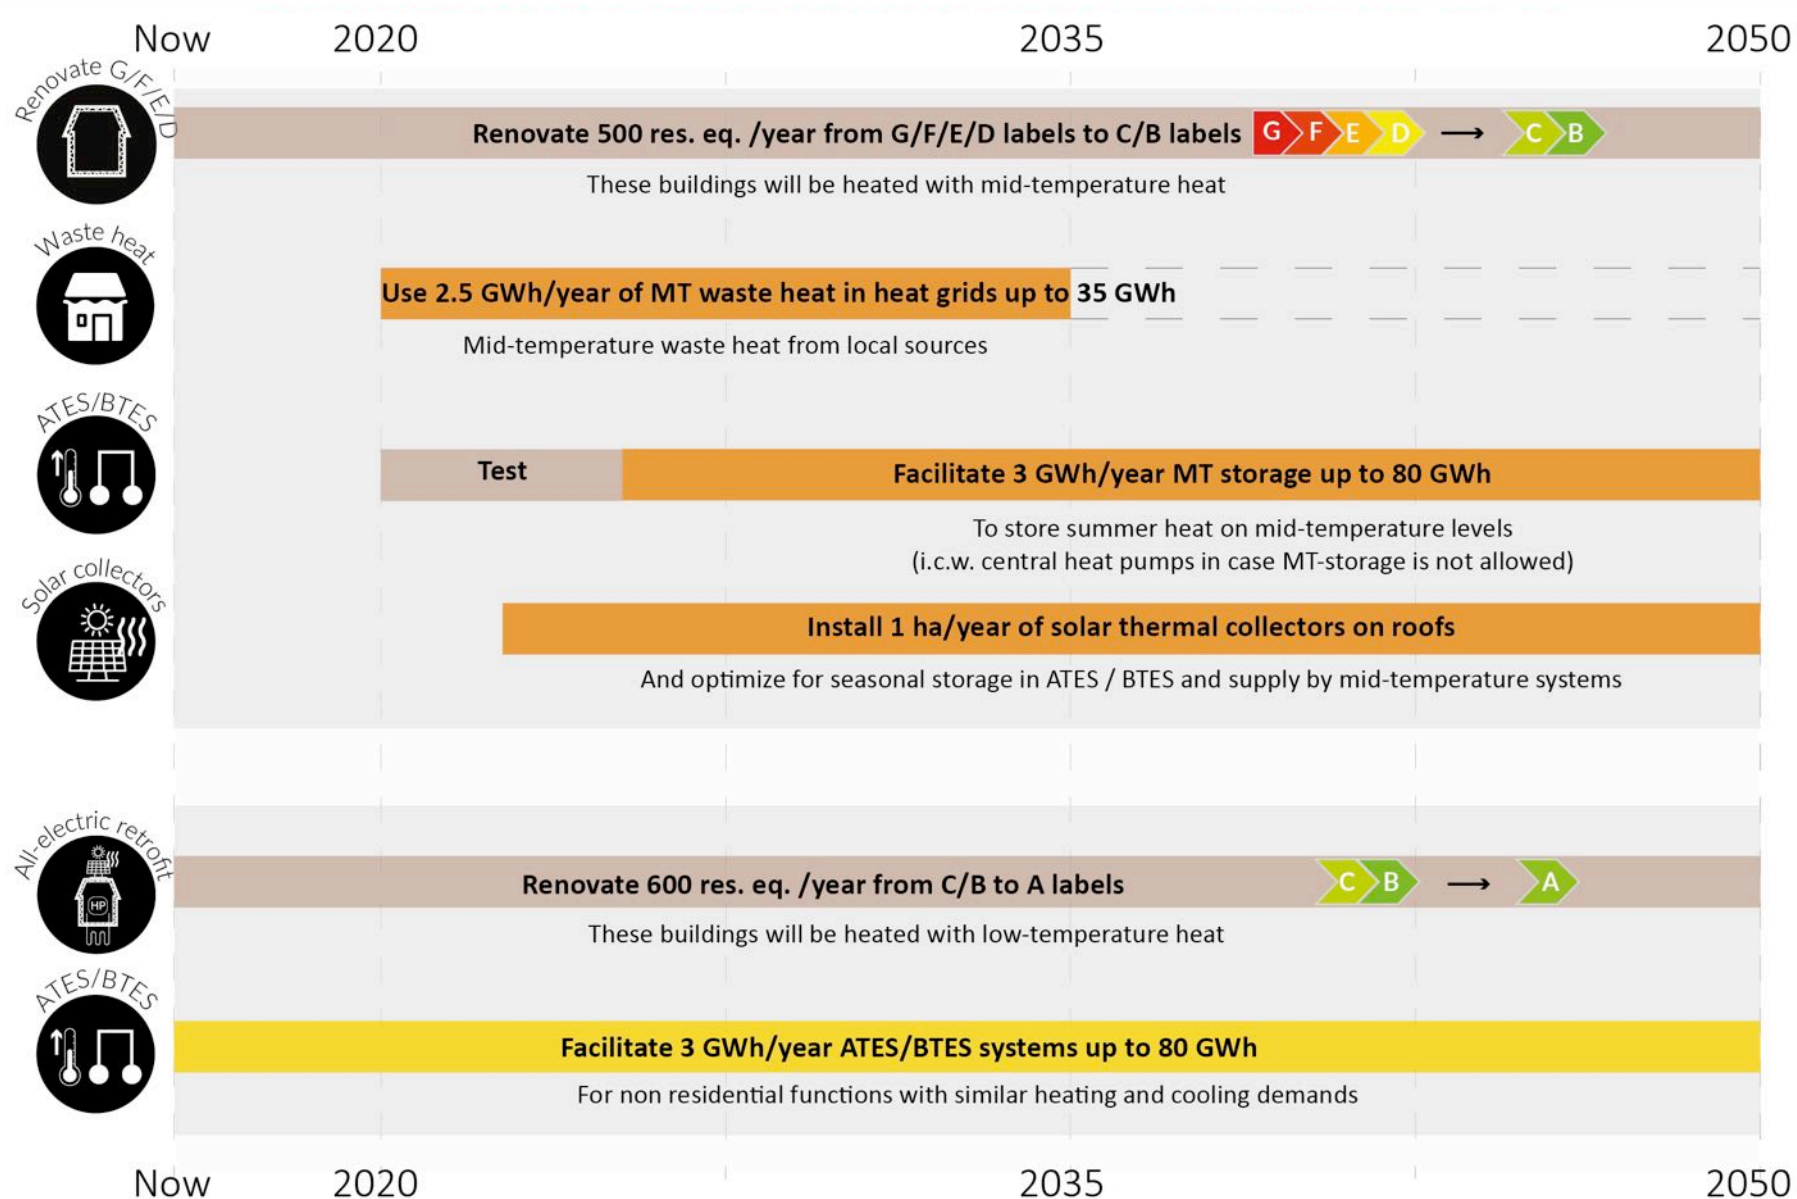 Now 2020 2035 2050
Renovate G/F/E/D
Renovate 500 res. eq. /year from G/F/E/D labels to C/B labels G F E D → C B
These buildings will be heated with mid-temperature heat
Waste heat
Use 2.5 GWh/year of MT waste heat in heat grids up to 35 GWh
Mid-temperature waste heat from local sources
ATES/BTES
Test Facilitate 3 GWh/year MT storage up to 80 GWh
To store summer heat on mid-temperature levels
(i.c.w. central heat pumps in case MT-storage is not allowed)
Solar collectors
Install 1 ha/year of solar thermal collectors on roofs
And optimize for seasonal storage in ATES / BTES and supply by mid-temperature systems
All-electric retrofit
HP
Renovate 600 res. eq. /year from C/B to A labels C B → A
These buildings will be heated with low-temperature heat
ATES/BTES
Facilitate 3 GWh/year ATES/BTES systems up to 80 GWh
For non residential functions with similar heating and cooling demands
Now 2020 2035 2050